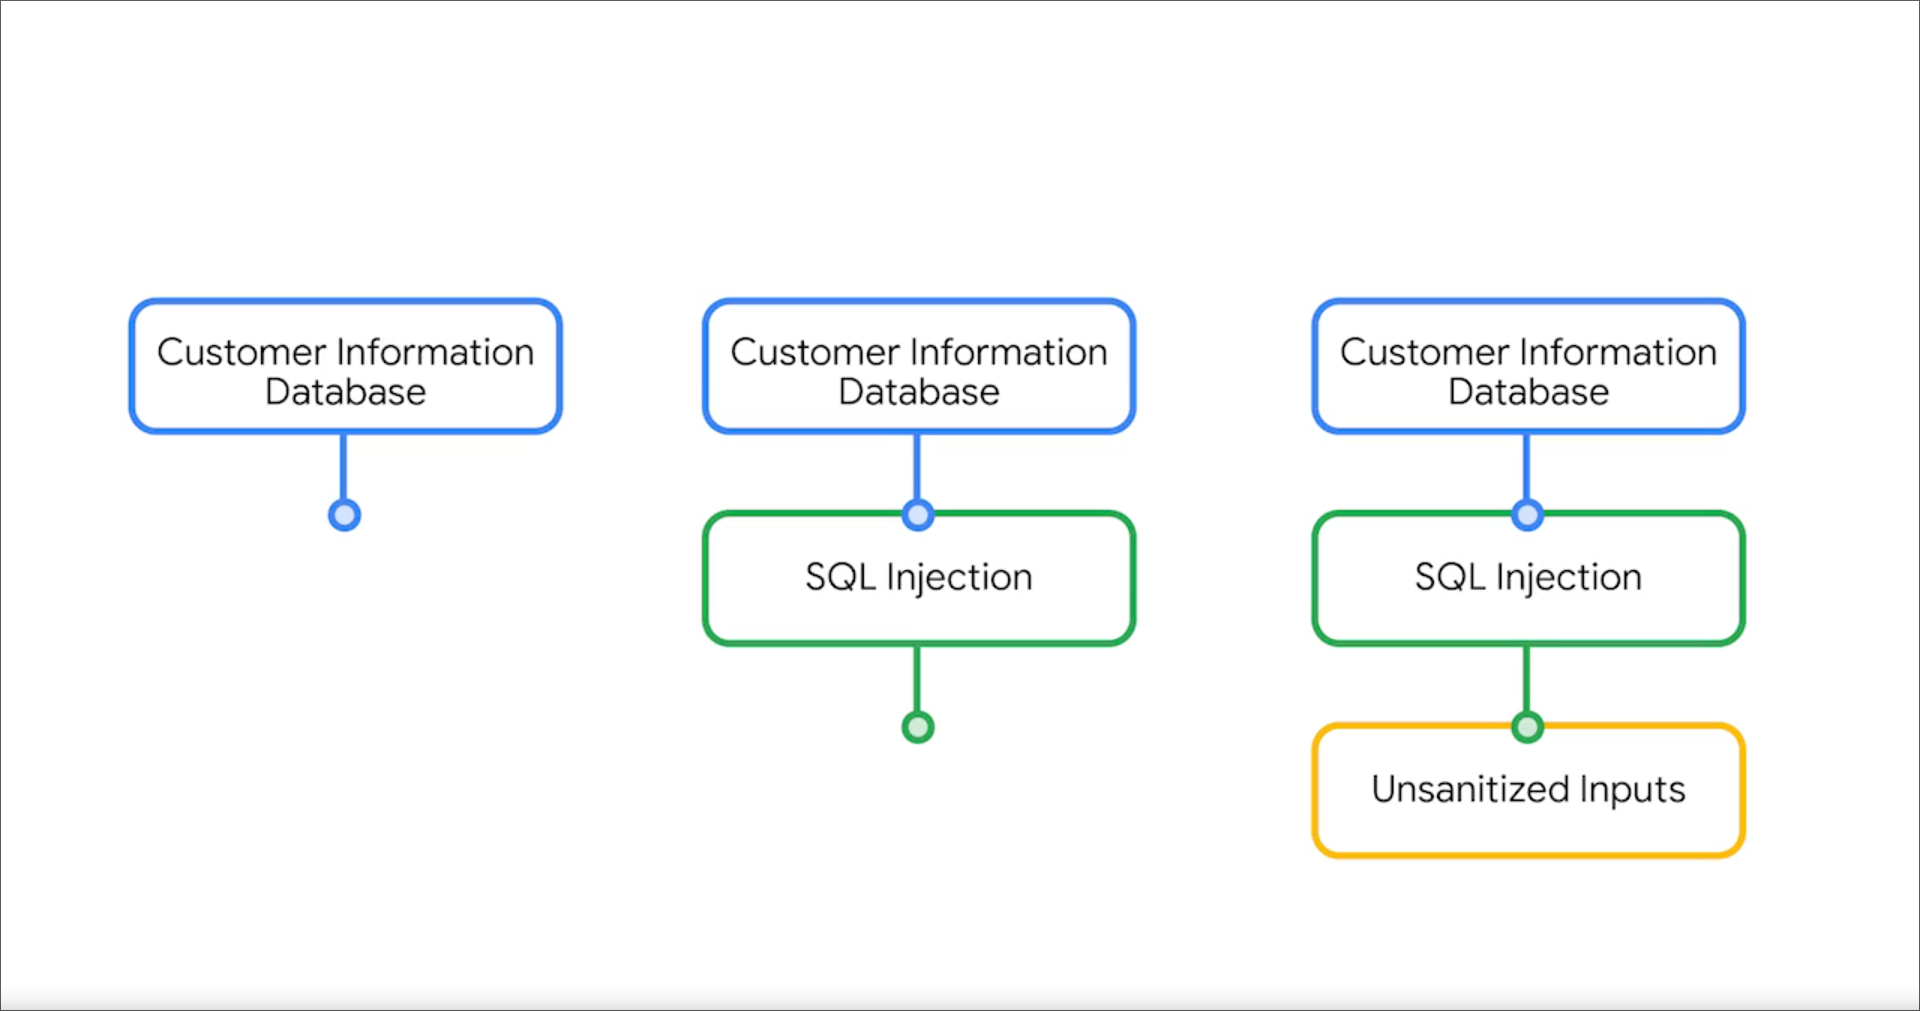 Customer Information
Database
Customer Information
Database
SQL Injection
Customer Information
Database
SQL Injection
Unsanitized Inputs